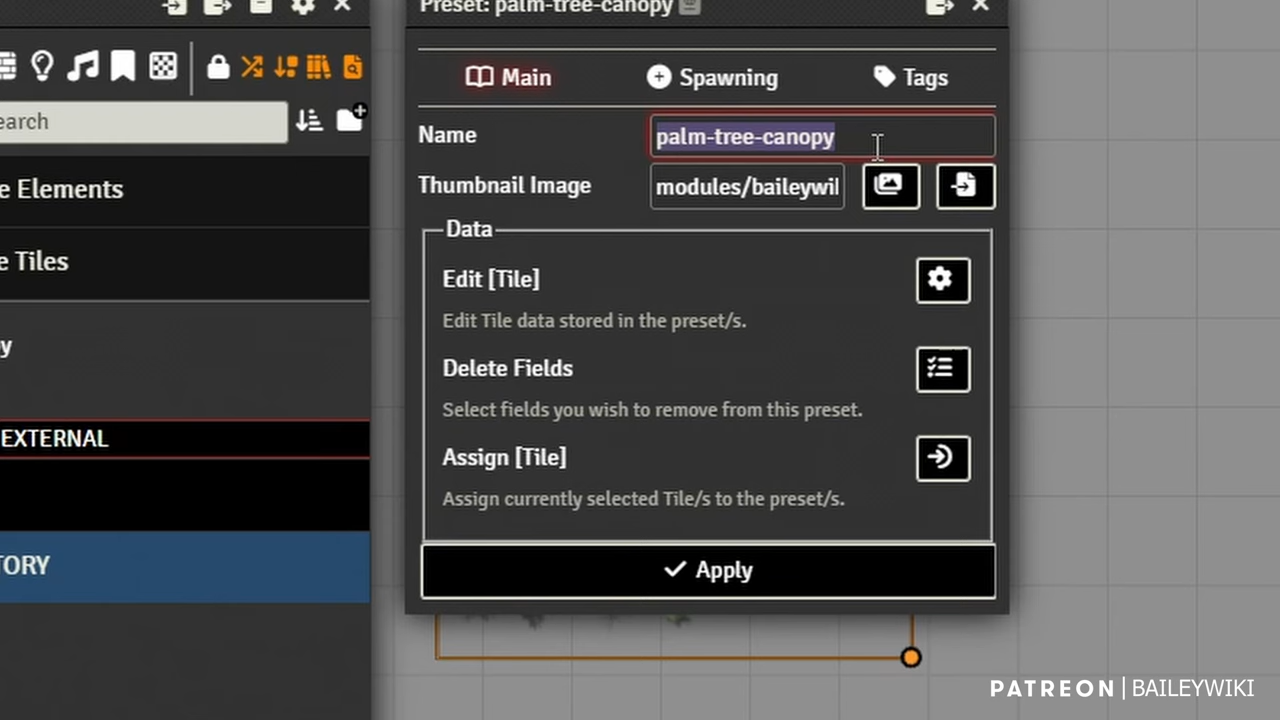 Preset: palm-tree-canopy
Main
Spawning
Tags
earch
Name
palm-tree-canopy
Thumbnail Image
modules/baileywil
e Elements
Data
e Tiles
Edit [Tile]
Edit Tile data stored in the preset/s.
y
Delete Fields
Select fields you wish to remove from this preset.
EXTERNAL
Assign [Tile]
Assign currently selected Tile/s to the preset/s.
TORY
Apply
PATREON | BAILEYWIKI